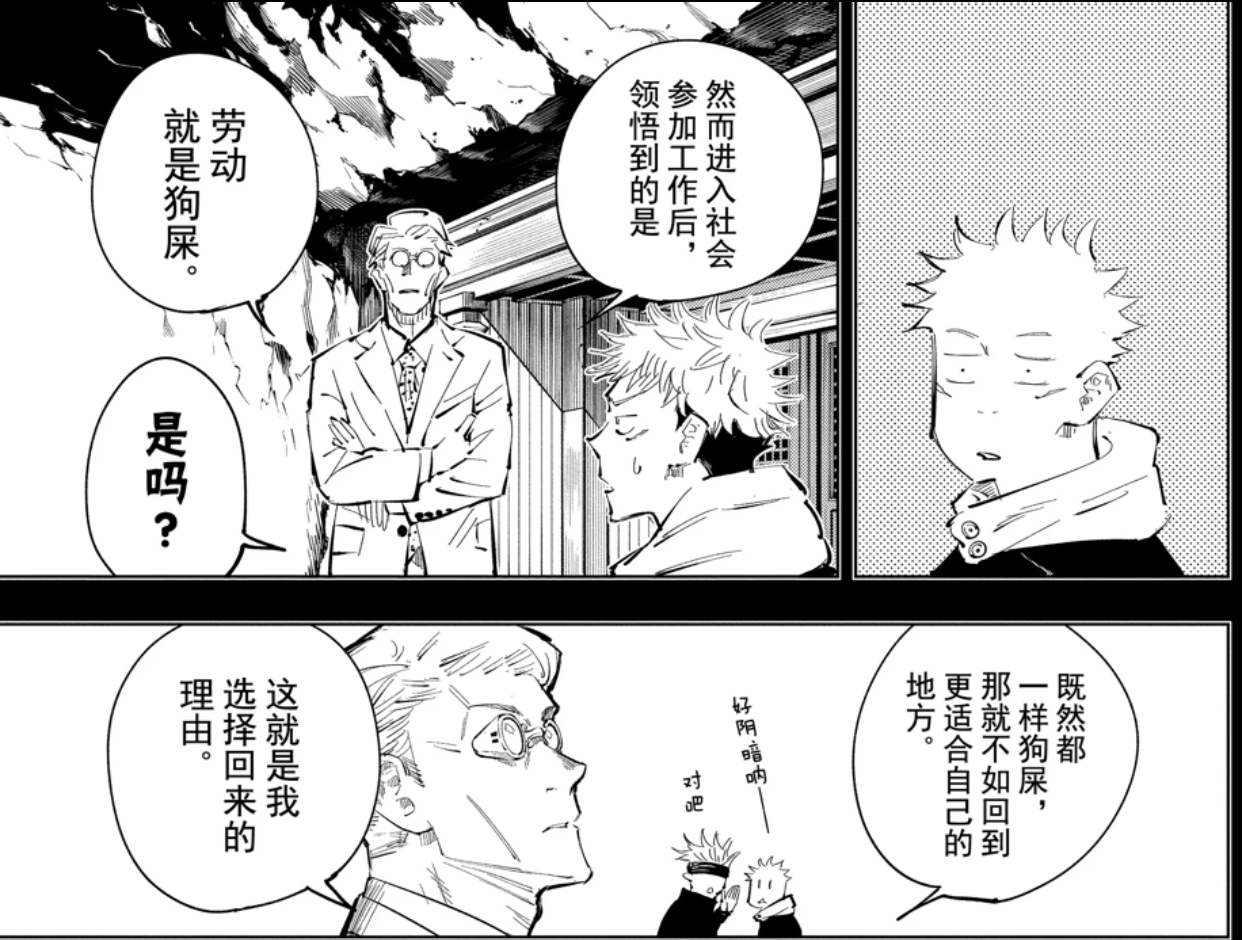 然而进入社会
参加工作后，
领悟到的是
劳动
就是狗屎。
是吗？
既然都
一样狗屎，
那就不如回到
更适合自己的
地方。
好阴暗呐——
对吧
这就是我
选择回来的
理由。